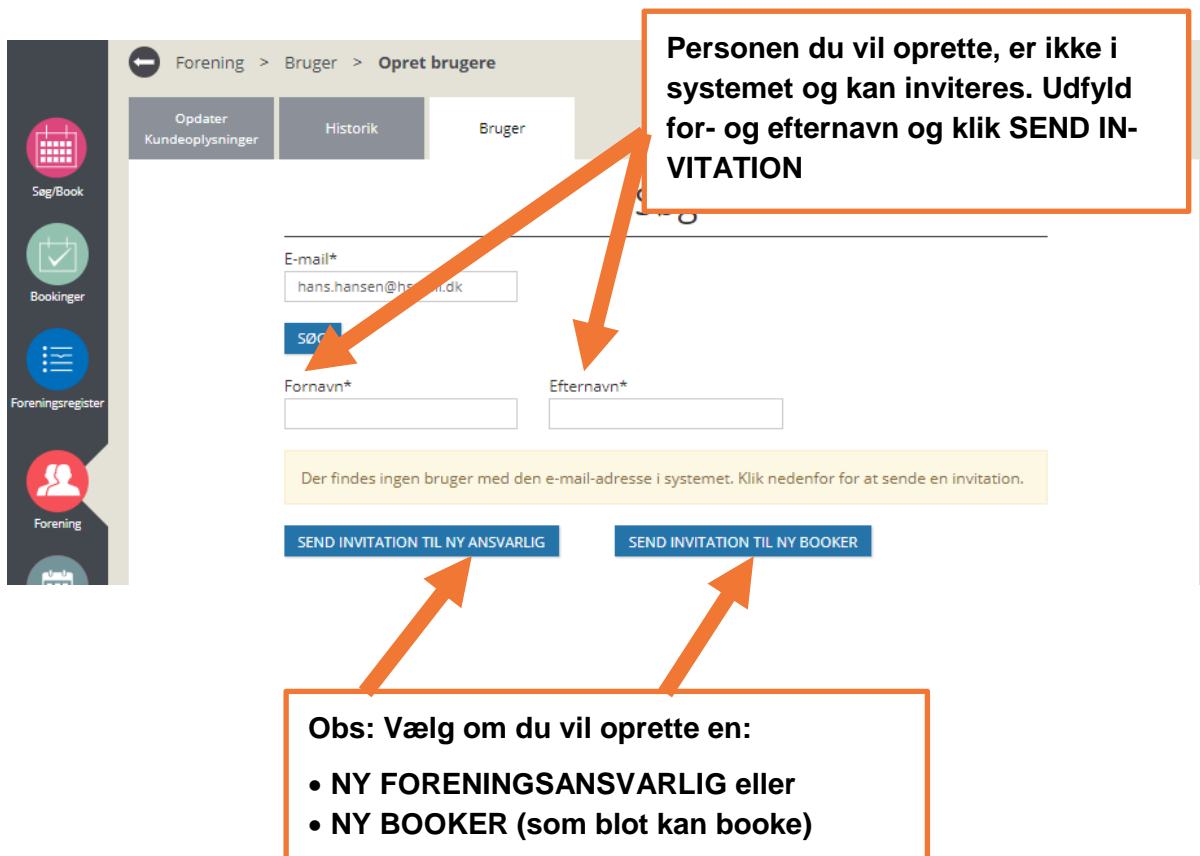 Personen du vil oprette, er ikke i
systemet og kan inviteres. Udfyld
for- og efternavn og klik SEND IN-
VITATION
Forening > Bruger > Opret brugere
Opdater
Kundeoplysninger
Historik
Bruger
Søg/Book
Bookinger
Foreningsregister
Forening
E-mail*
Fornavn*
Efternavn*
Der findes ingen bruger med den e-mail-adresse i systemet. Klik nedenfor for at sende en invitation.
SEND INVITATION TIL NY ANSVARLIG
SEND INVITATION TIL NY BOOKER
Obs: Vælg om du vil oprette en:
• NY FORENINGSANSVARLIG eller
• NY BOOKER (som blot kan booke)